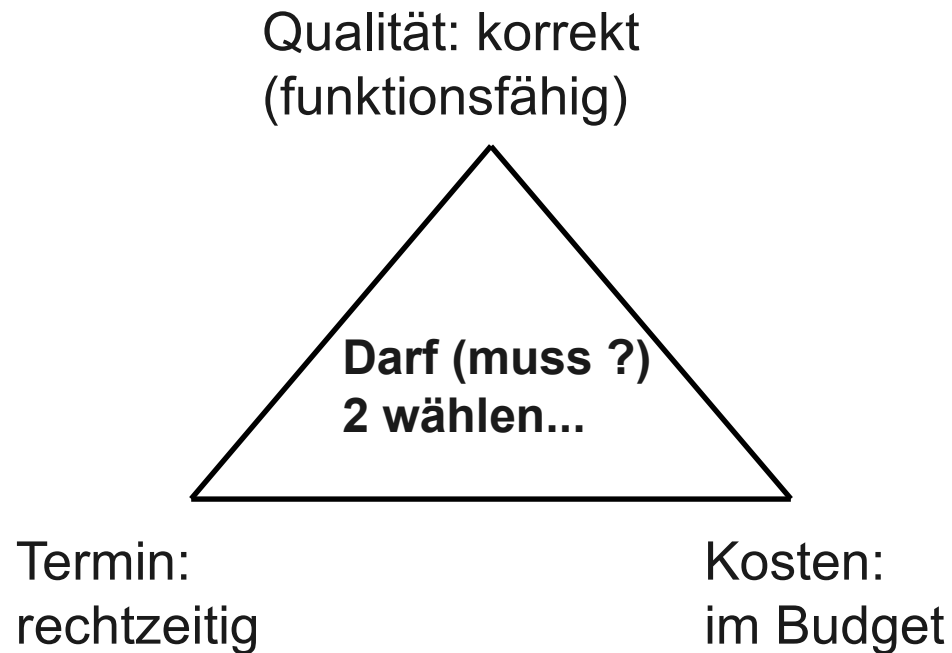 Qualität: korrekt
(funktionsfähig)
Darf (muss ?)
2 wählen...
Termin:
rechtzeitig
Kosten:
im Budget